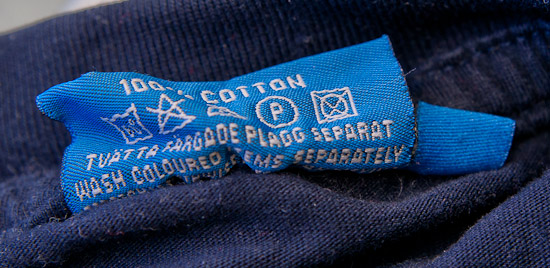 100% COTTON
P
TVÄTTA FÄRGADE PLAGG SEPARAT
WASH COLOURED ITEMS SEPARATELY